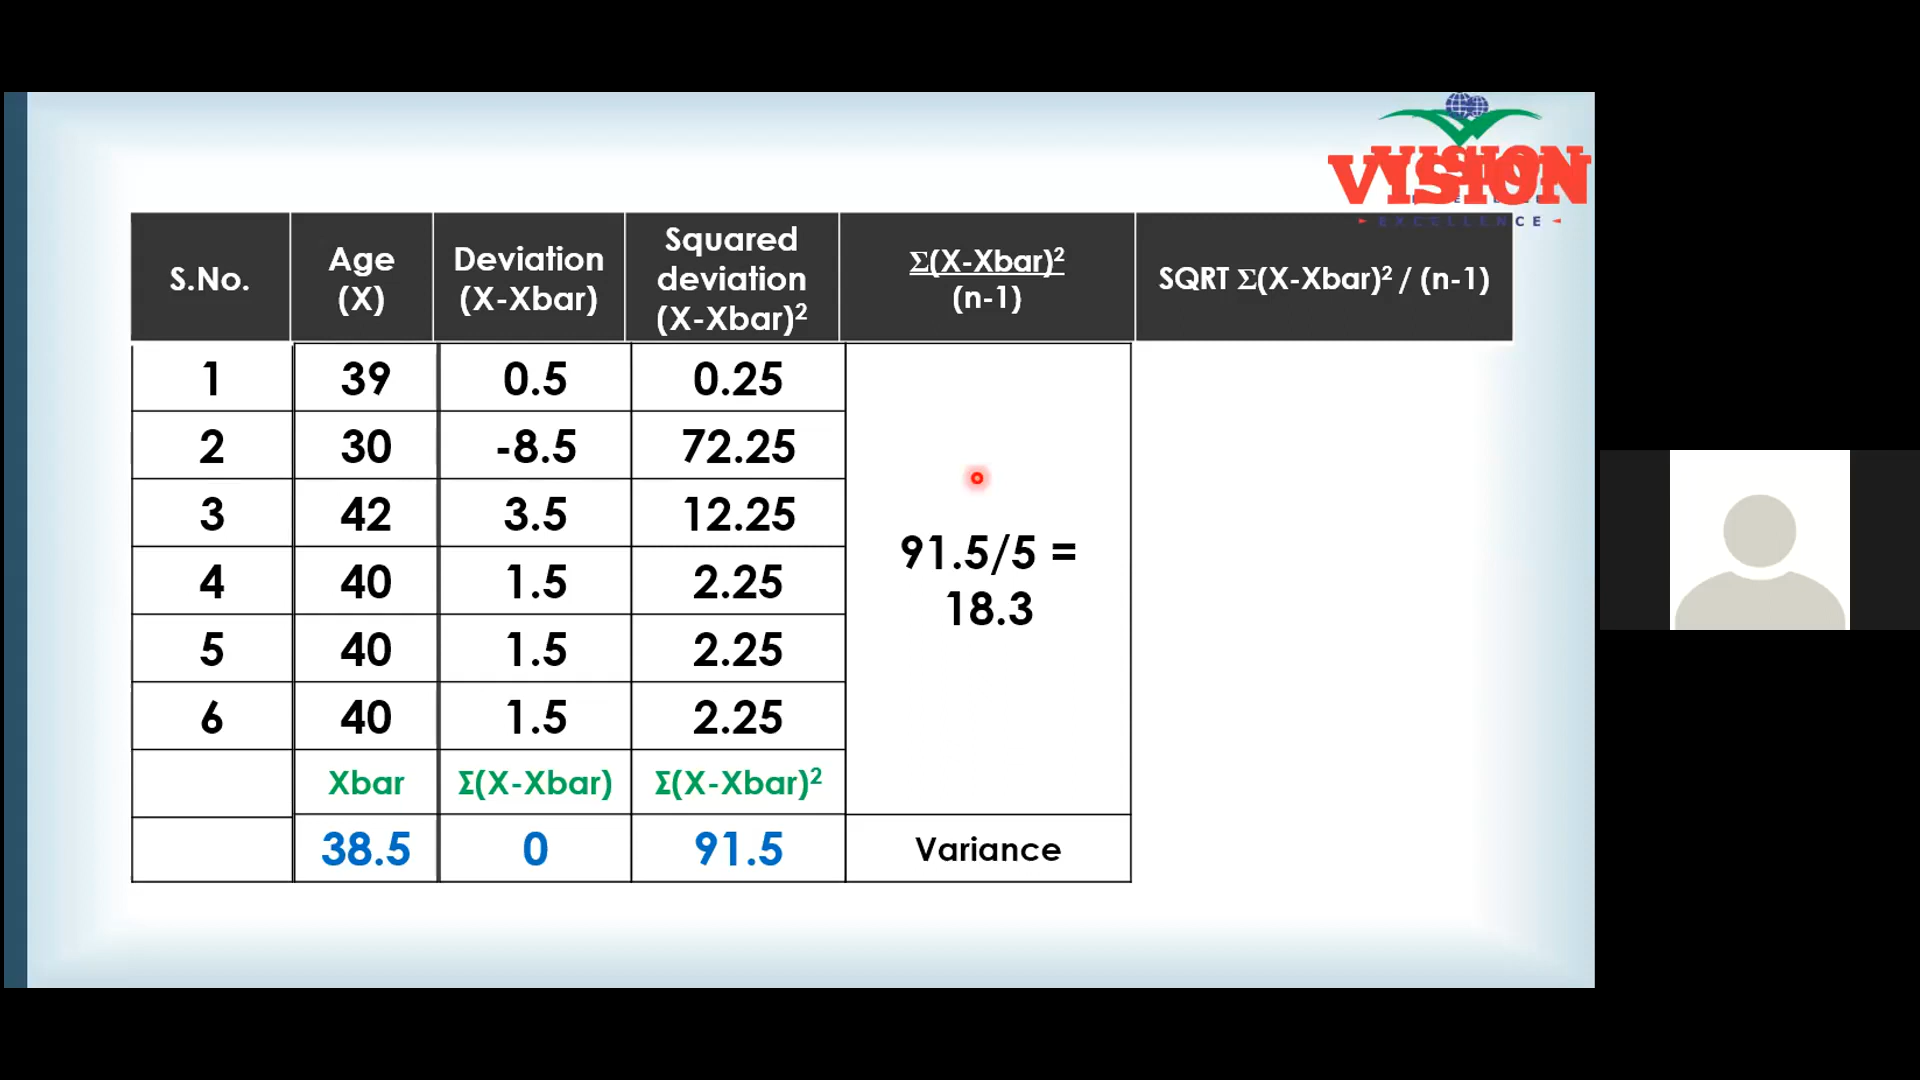 VISION
EXCELLENCE
S.No.
Age
(X)
Deviation
(X-Xbar)
Squared
deviation
(X-Xbar)²
Σ(X-Xbar)²
(n-1)
SQRT Σ(X-Xbar)² / (n-1)
1 39 0.5 0.25
2 30 -8.5 72.25
3 42 3.5 12.25
4 40 1.5 2.25
5 40 1.5 2.25
6 40 1.5 2.25
91.5/5 =
18.3
Xbar Σ(X-Xbar) Σ(X-Xbar)²
38.5 0 91.5 Variance